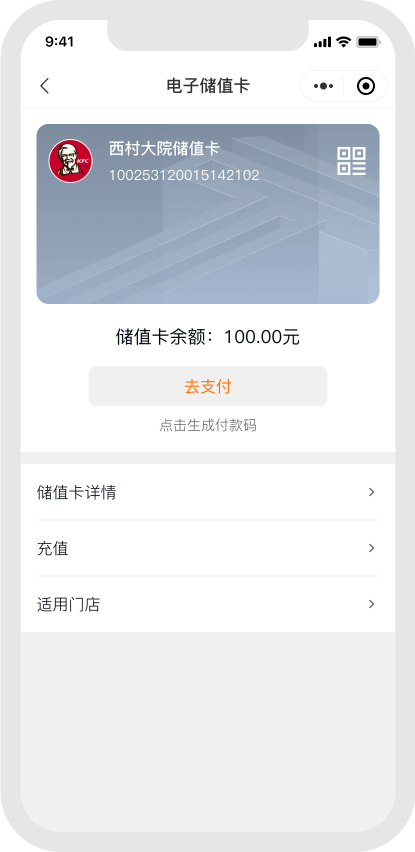 9:41
电子储值卡
西村大院储值卡
100253120015142102
KFC
储值卡余额：100.00元
去支付
点击生成付款码
储值卡详情
充值
适用门店